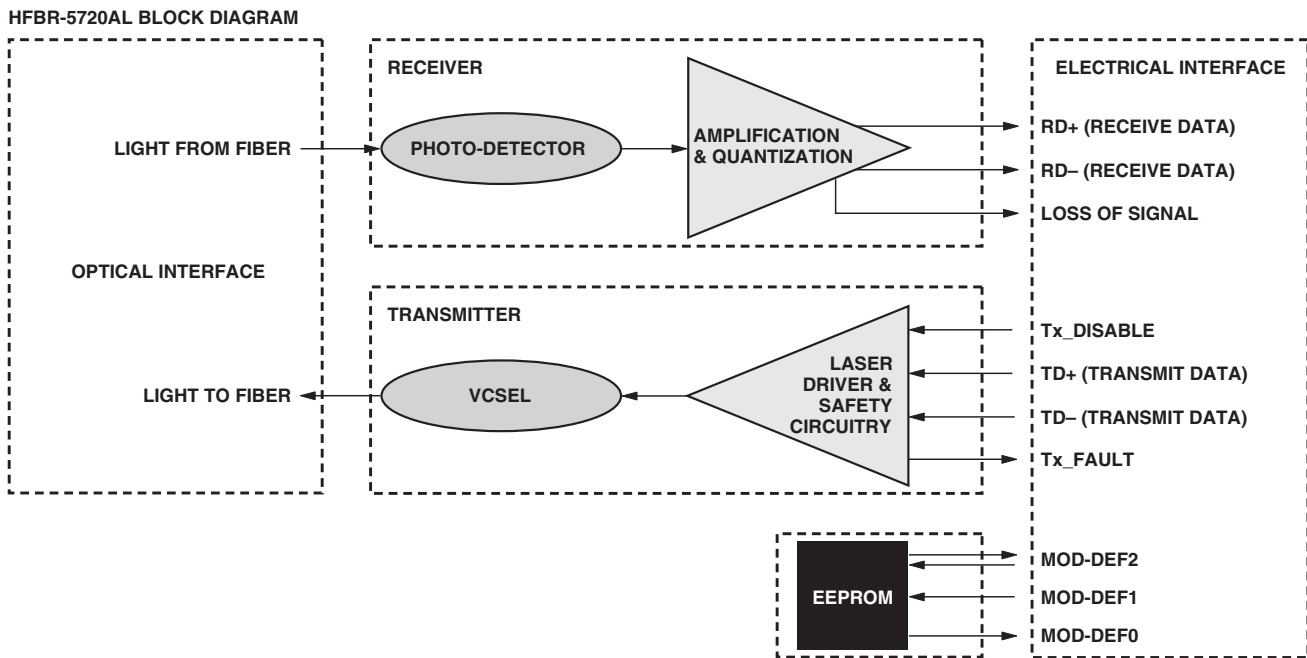 HFBR-5720AL BLOCK DIAGRAM
RECEIVER
ELECTRICAL INTERFACE
LIGHT FROM FIBER
PHOTO-DETECTOR
AMPLIFICATION
& QUANTIZATION
RD+ (RECEIVE DATA)
RD– (RECEIVE DATA)
LOSS OF SIGNAL
OPTICAL INTERFACE
TRANSMITTER
LIGHT TO FIBER
VCSEL
LASER
DRIVER &
SAFETY
CIRCUITRY
Tx_DISABLE
TD+ (TRANSMIT DATA)
TD– (TRANSMIT DATA)
Tx_FAULT
EEPROM
MOD-DEF2
MOD-DEF1
MOD-DEF0